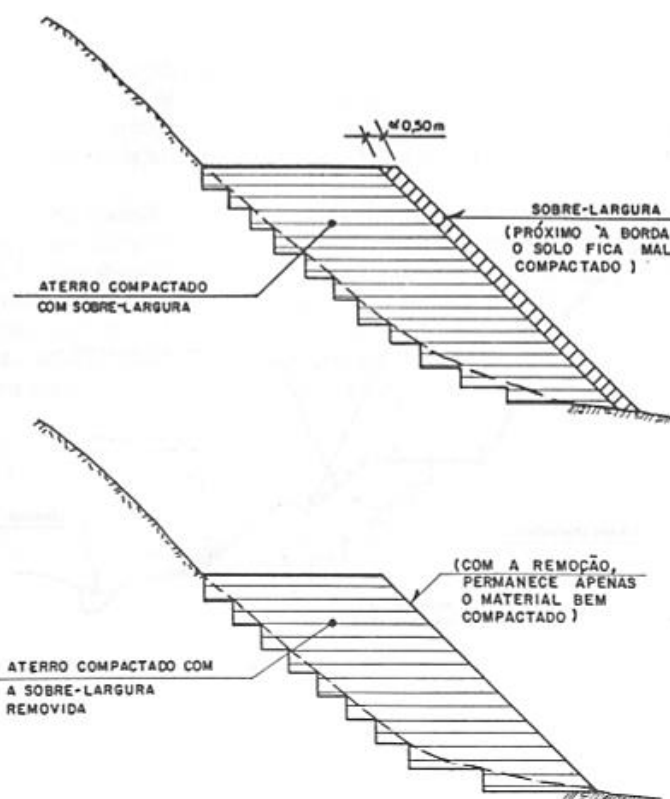 ≅0,50m
SOBRE-LARGURA
(PRÓXIMO À BORDA
O SOLO FICA MAL
COMPACTADO)
ATERRO COMPACTADO
COM SOBRE-LARGURA
(COM A REMOÇÃO,
PERMANECE APENAS
O MATERIAL BEM
COMPACTADO)
ATERRO COMPACTADO COM
A SOBRE-LARGURA
REMOVIDA